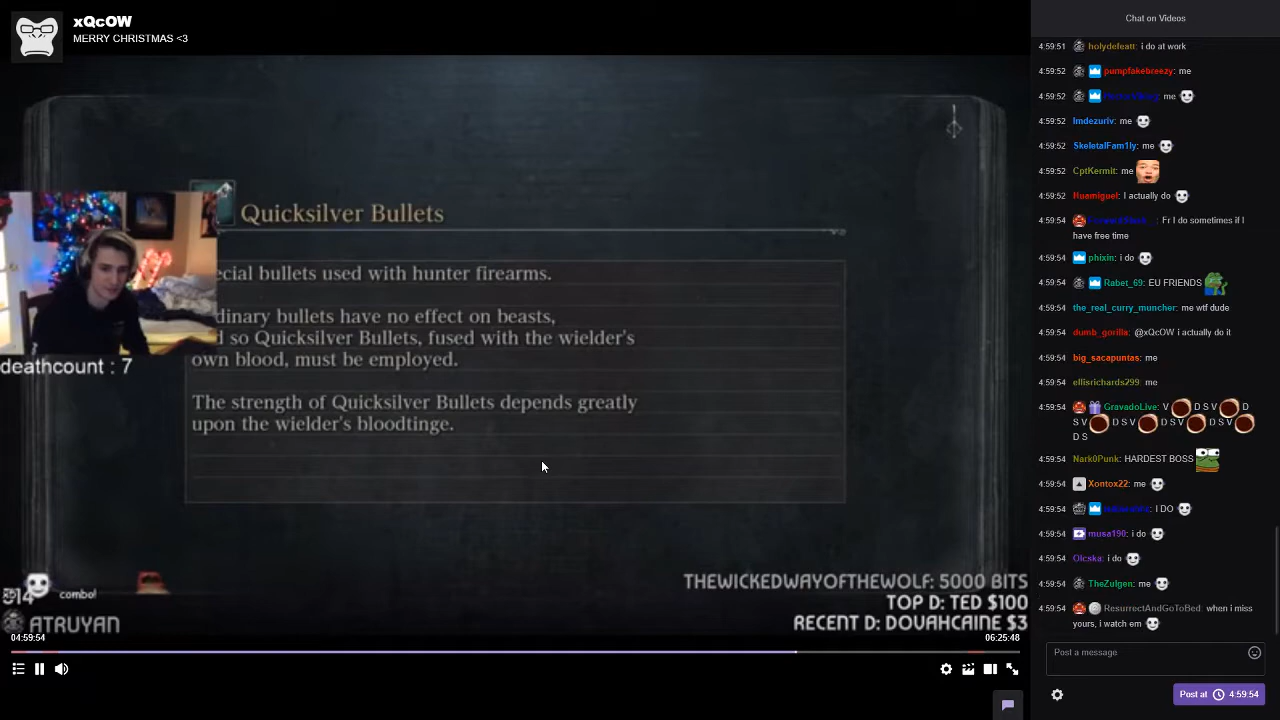 xQcOW
MERRY CHRISTMAS <3
Quicksilver Bullets
ecial bullets used with hunter firearms.
dinary bullets have no effect on beasts,
d so Quicksilver Bullets fused with the wielder's
own blood, must be employed.
The strength of Quicksilver Bullets depends greatly
upon the wielder's bloodtinge.
deathcount : 7
combo!
ATRUYAN
THEWICKEDWAYOFTHEWOLF: 5000 BITS
TOP D: TED $100
RECENT D: DOVAHCAINE $3
04:59:54
06:25:48
Chat on Videos
4:59:51 holydefeatt: i do at work
4:59:52 pumpfakebreezy: me
4:59:52 me
4:59:52 Imdezuriv: me
4:59:52 SkeletalFam1ly: me
4:59:52 CptKermit: me
4:59:52 Huamiguel: I actually do
4:59:54 : Fr I do sometimes if I
have free time
4:59:54 phixin: i do
4:59:54 Rabet_69: EU FRIENDS
4:59:54 the_real_curry_muncher: me wtf dude
4:59:54 dumb_gorilla: @xQcOW i actually do it
4:59:54 big_sacapuntas: me
4:59:54 ellisrichards299: me
4:59:54 GravadoLive: V D S V D
S V D S V D S V D S V
D S
4:59:54 Nark0Punk: HARDEST BOSS
4:59:54 Xontox22: me
4:59:54 : I DO
4:59:54 musa190: i do
4:59:54 Olcska: i do
4:59:54 TheZulgen: me
4:59:54 ResurrectAndGoToBed: when i miss
yours, i watch em
Post a message
Post at 4:59:54